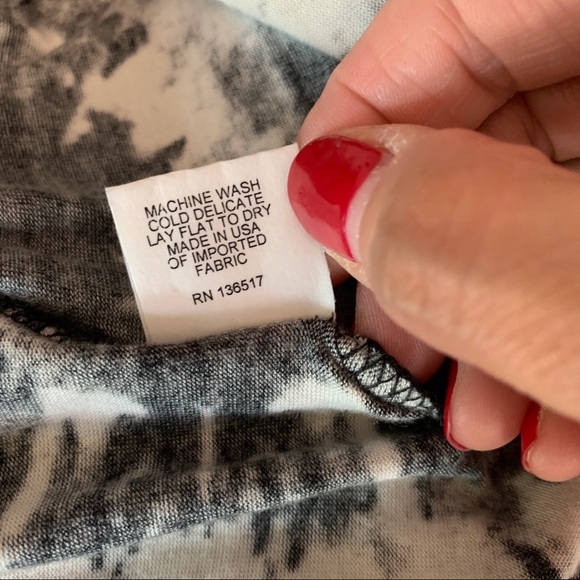 MACHINE WASH
COLD DELICATE
LAY FLAT TO DRY
MADE IN USA
OF IMPORTED
FABRIC
RN 136517